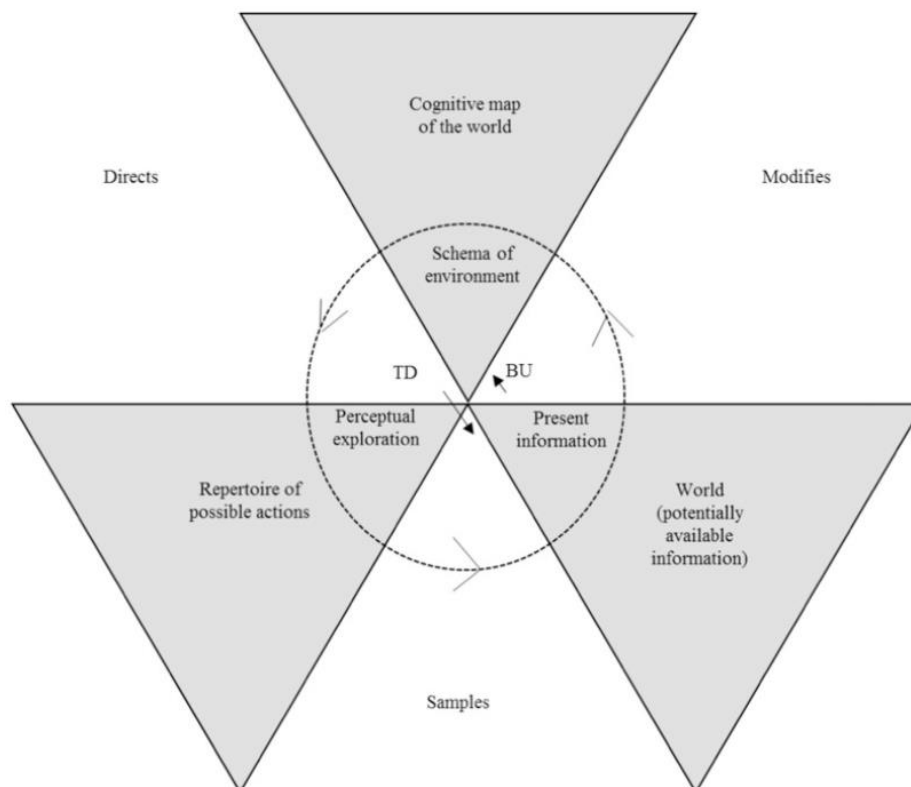 Cognitive map
of the world
Directs
Modifies
Schema of
environment
TD
BU
Perceptual
exploration
Present
information
Repertoire of
possible actions
World
(potentially
available
information)
Samples